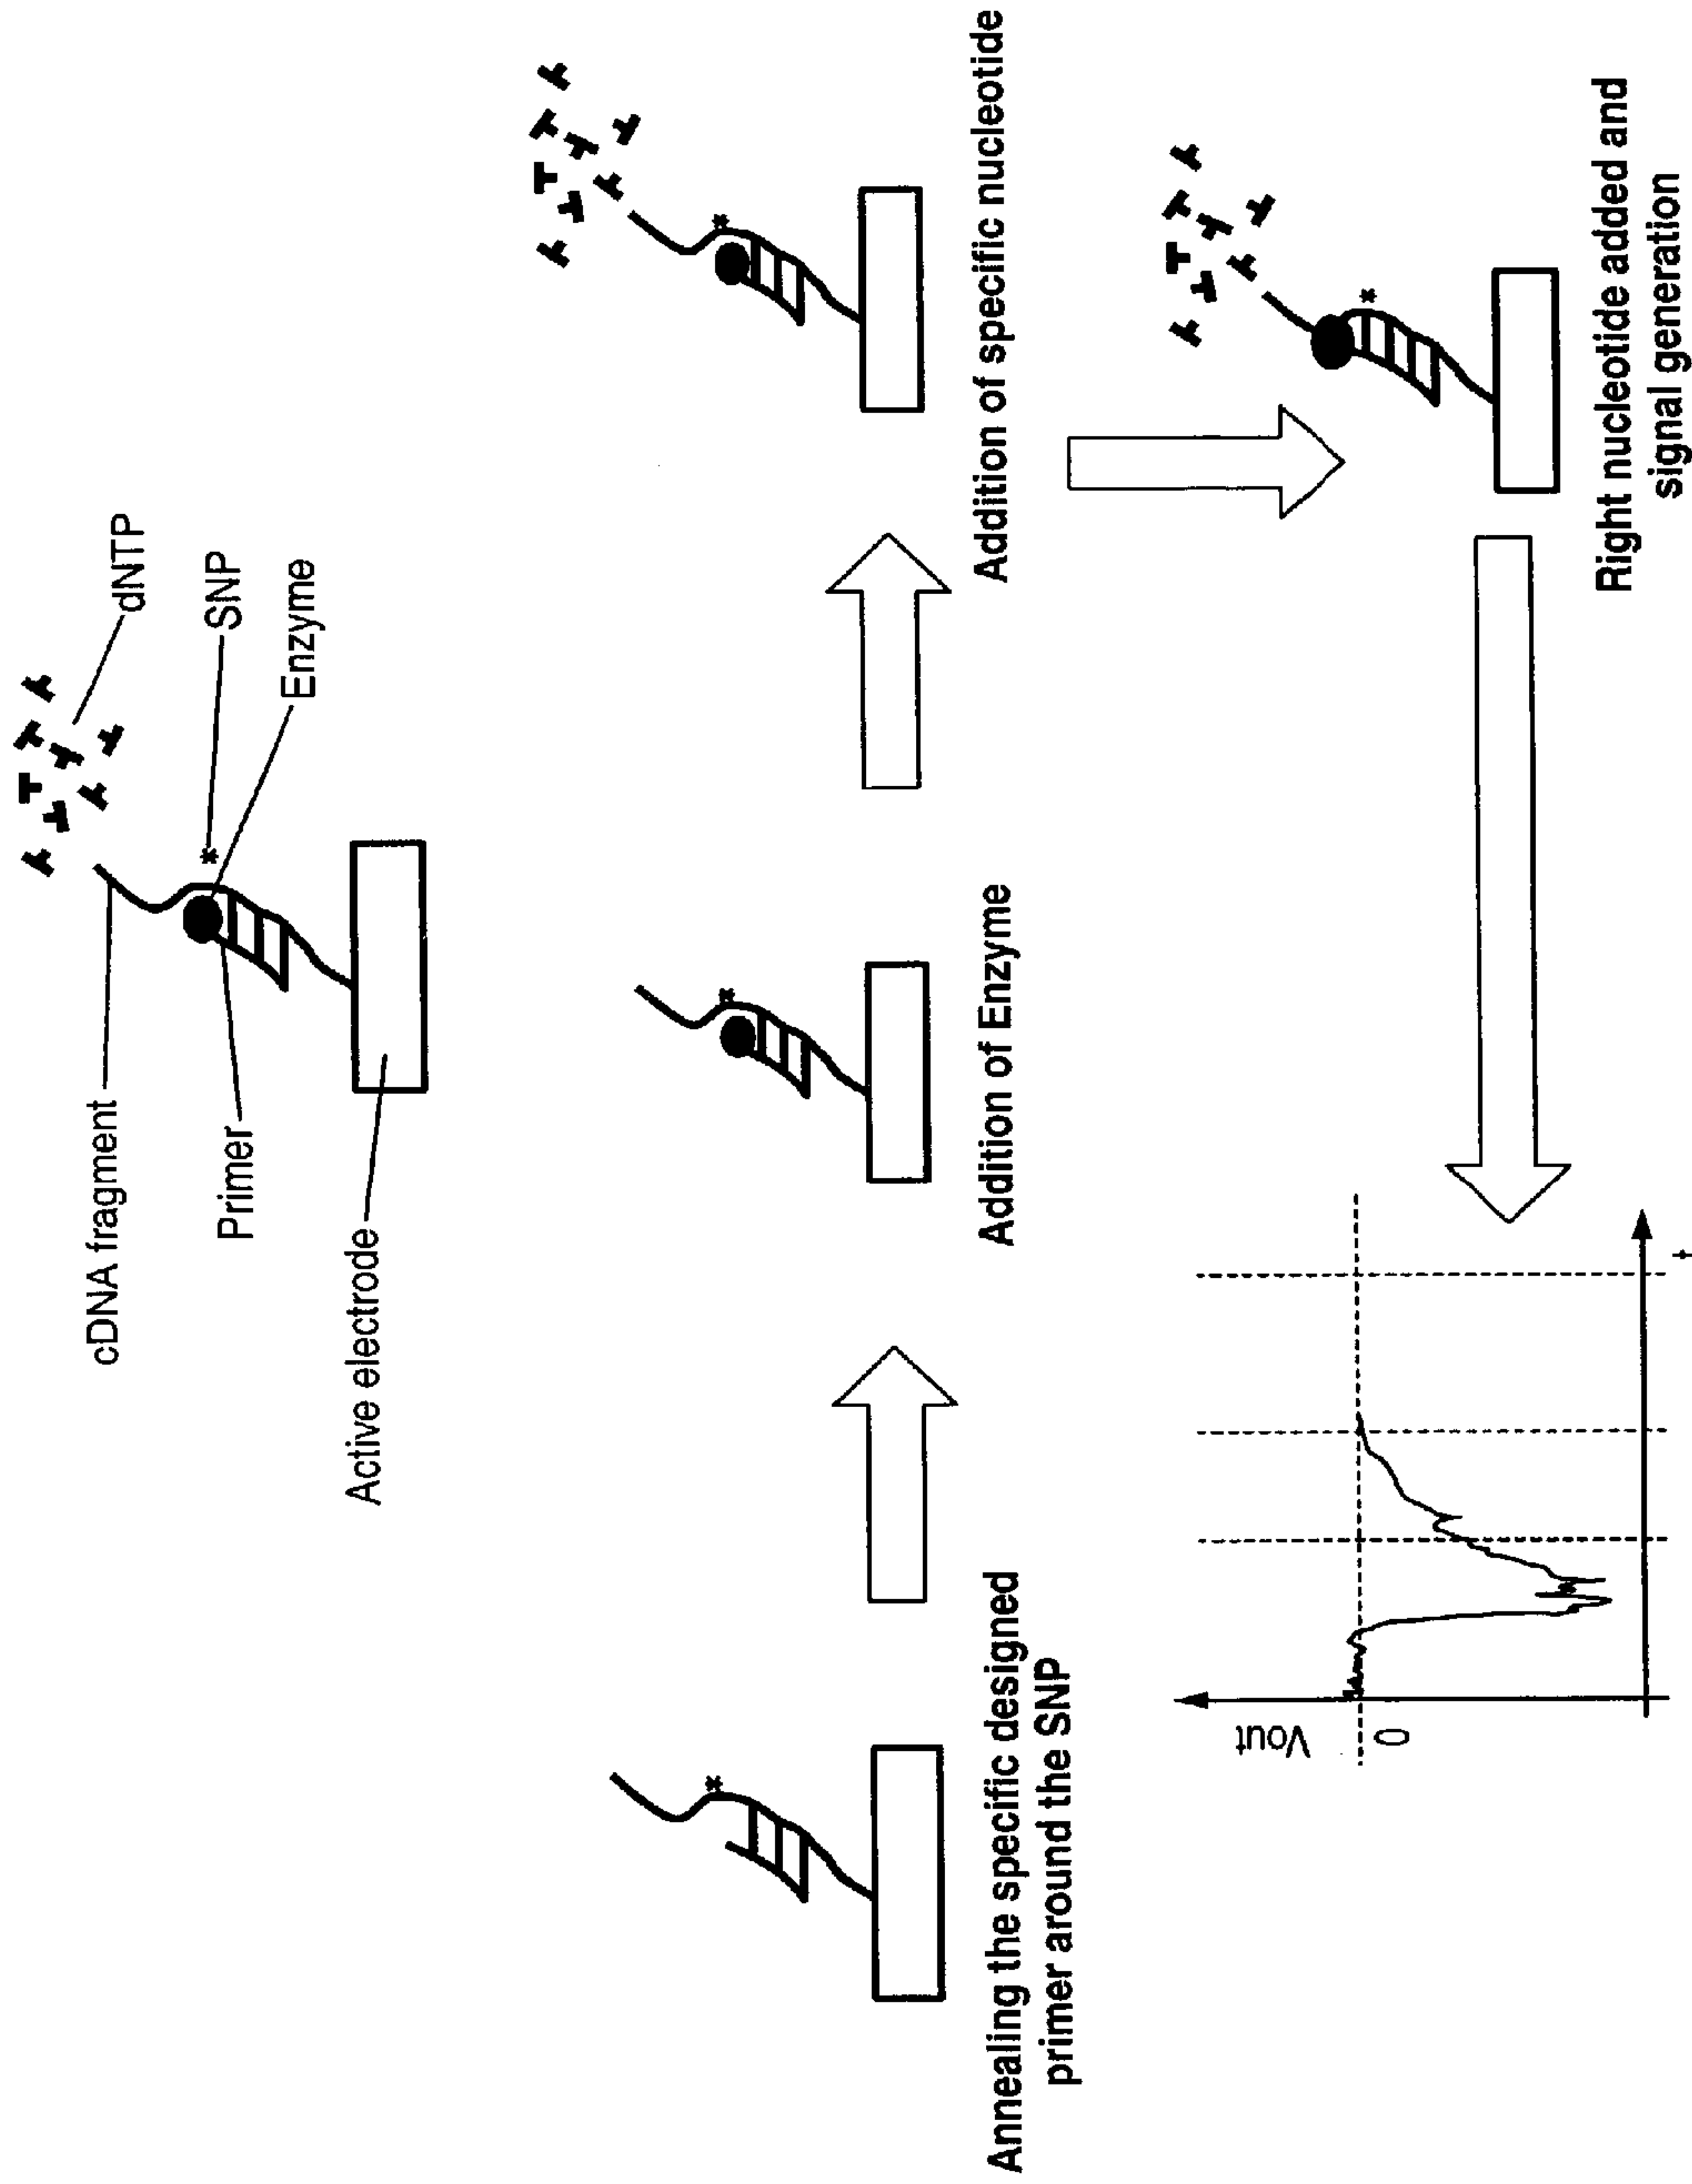 cDNA fragment
Primer
Active electrode
dNTP
SNP
*
Enzyme
Annealing the specific designed
primer around the SNP
*
Addition of Enzyme
*
Addition of specific nucleotide
*
Vout
0
t
Right nucleotide added and
signal generation
*